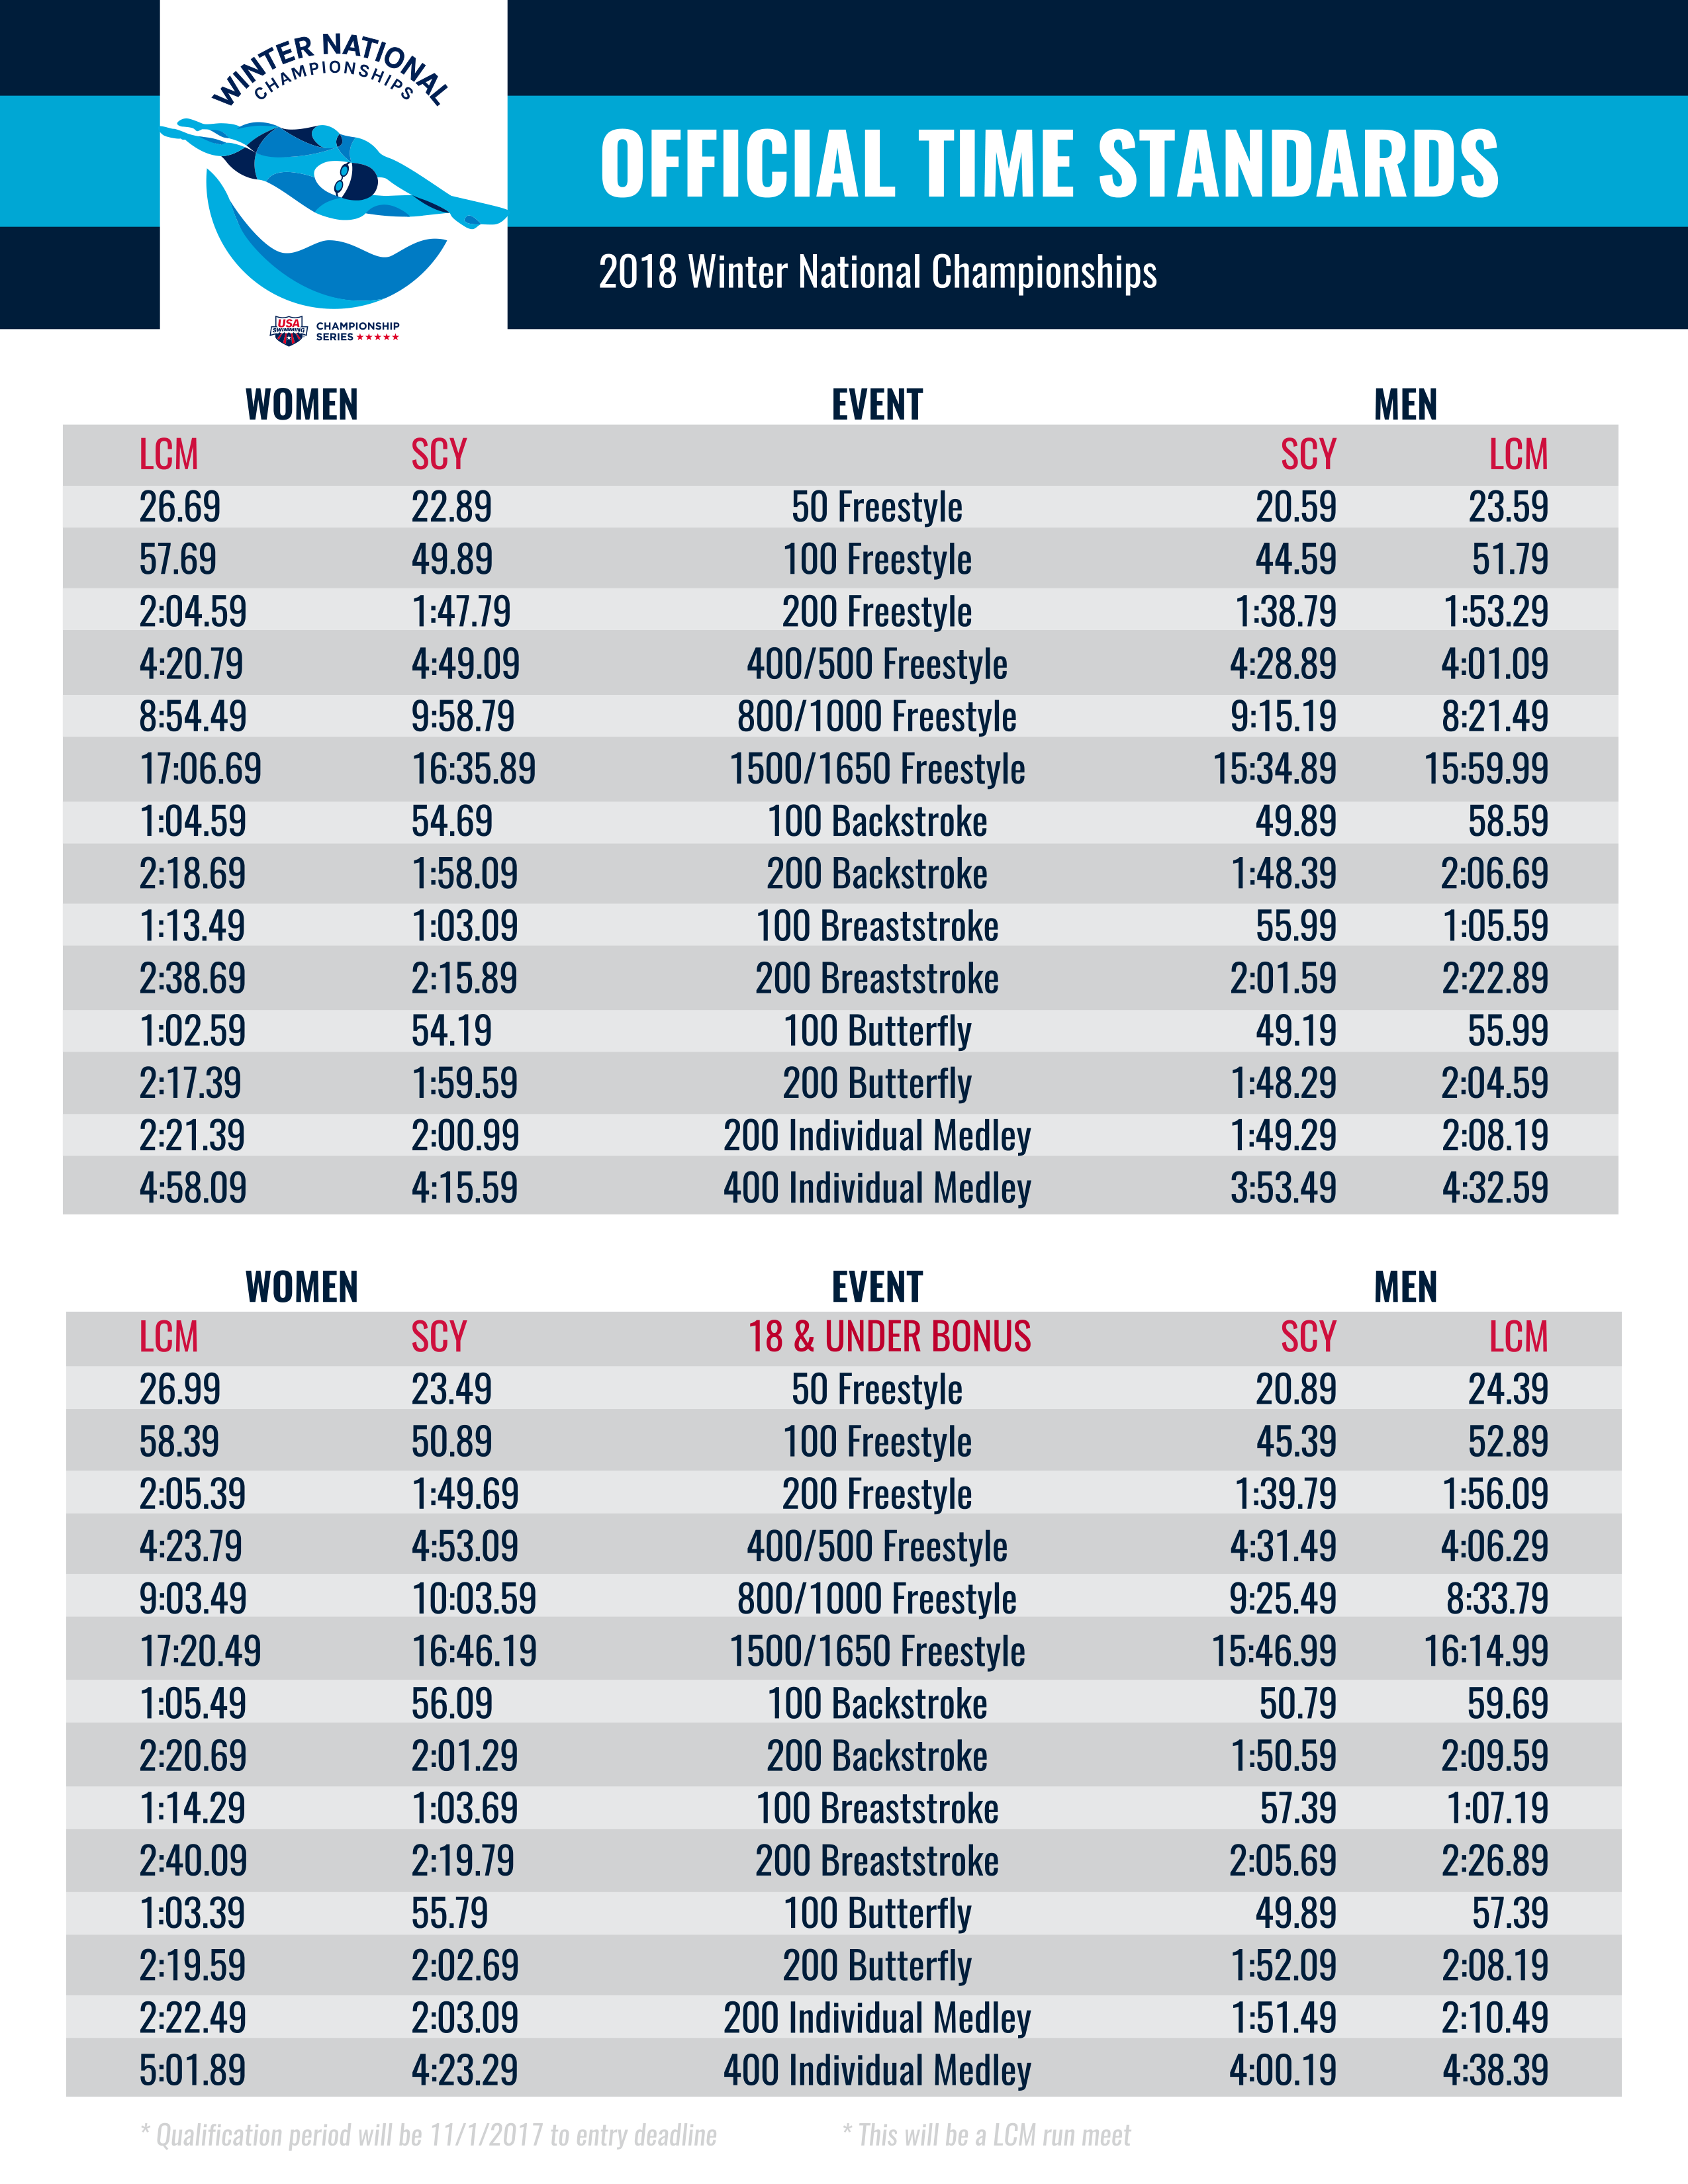 WINTER NATIONAL
CHAMPIONSHIPS
USA
SWIMMING
CHAMPIONSHIP
SERIES
OFFICIAL TIME STANDARDS
2018 Winter National Championships
WOMEN EVENT MEN
LCM SCY SCY LCM
26.69 22.89 50 Freestyle 20.59 23.59
57.69 49.89 100 Freestyle 44.59 51.79
2:04.59 1:47.79 200 Freestyle 1:38.79 1:53.29
4:20.79 4:49.09 400/500 Freestyle 4:28.89 4:01.09
8:54.49 9:58.79 800/1000 Freestyle 9:15.19 8:21.49
17:06.69 16:35.89 1500/1650 Freestyle 15:34.89 15:59.99
1:04.59 54.69 100 Backstroke 49.89 58.59
2:18.69 1:58.09 200 Backstroke 1:48.39 2:06.69
1:13.49 1:03.09 100 Breaststroke 55.99 1:05.59
2:38.69 2:15.89 200 Breaststroke 2:01.59 2:22.89
1:02.59 54.19 100 Butterfly 49.19 55.99
2:17.39 1:59.59 200 Butterfly 1:48.29 2:04.59
2:21.39 2:00.99 200 Individual Medley 1:49.29 2:08.19
4:58.09 4:15.59 400 Individual Medley 3:53.49 4:32.59
WOMEN EVENT MEN
LCM SCY 18 & UNDER BONUS SCY LCM
26.99 23.49 50 Freestyle 20.89 24.39
58.39 50.89 100 Freestyle 45.39 52.89
2:05.39 1:49.69 200 Freestyle 1:39.79 1:56.09
4:23.79 4:53.09 400/500 Freestyle 4:31.49 4:06.29
9:03.49 10:03.59 800/1000 Freestyle 9:25.49 8:33.79
17:20.49 16:46.19 1500/1650 Freestyle 15:46.99 16:14.99
1:05.49 56.09 100 Backstroke 50.79 59.69
2:20.69 2:01.29 200 Backstroke 1:50.59 2:09.59
1:14.29 1:03.69 100 Breaststroke 57.39 1:07.19
2:40.09 2:19.79 200 Breaststroke 2:05.69 2:26.89
1:03.39 55.79 100 Butterfly 49.89 57.39
2:19.59 2:02.69 200 Butterfly 1:52.09 2:08.19
2:22.49 2:03.09 200 Individual Medley 1:51.49 2:10.49
5:01.89 4:23.29 400 Individual Medley 4:00.19 4:38.39
* Qualification period will be 11/1/2017 to entry deadline * This will be a LCM run meet